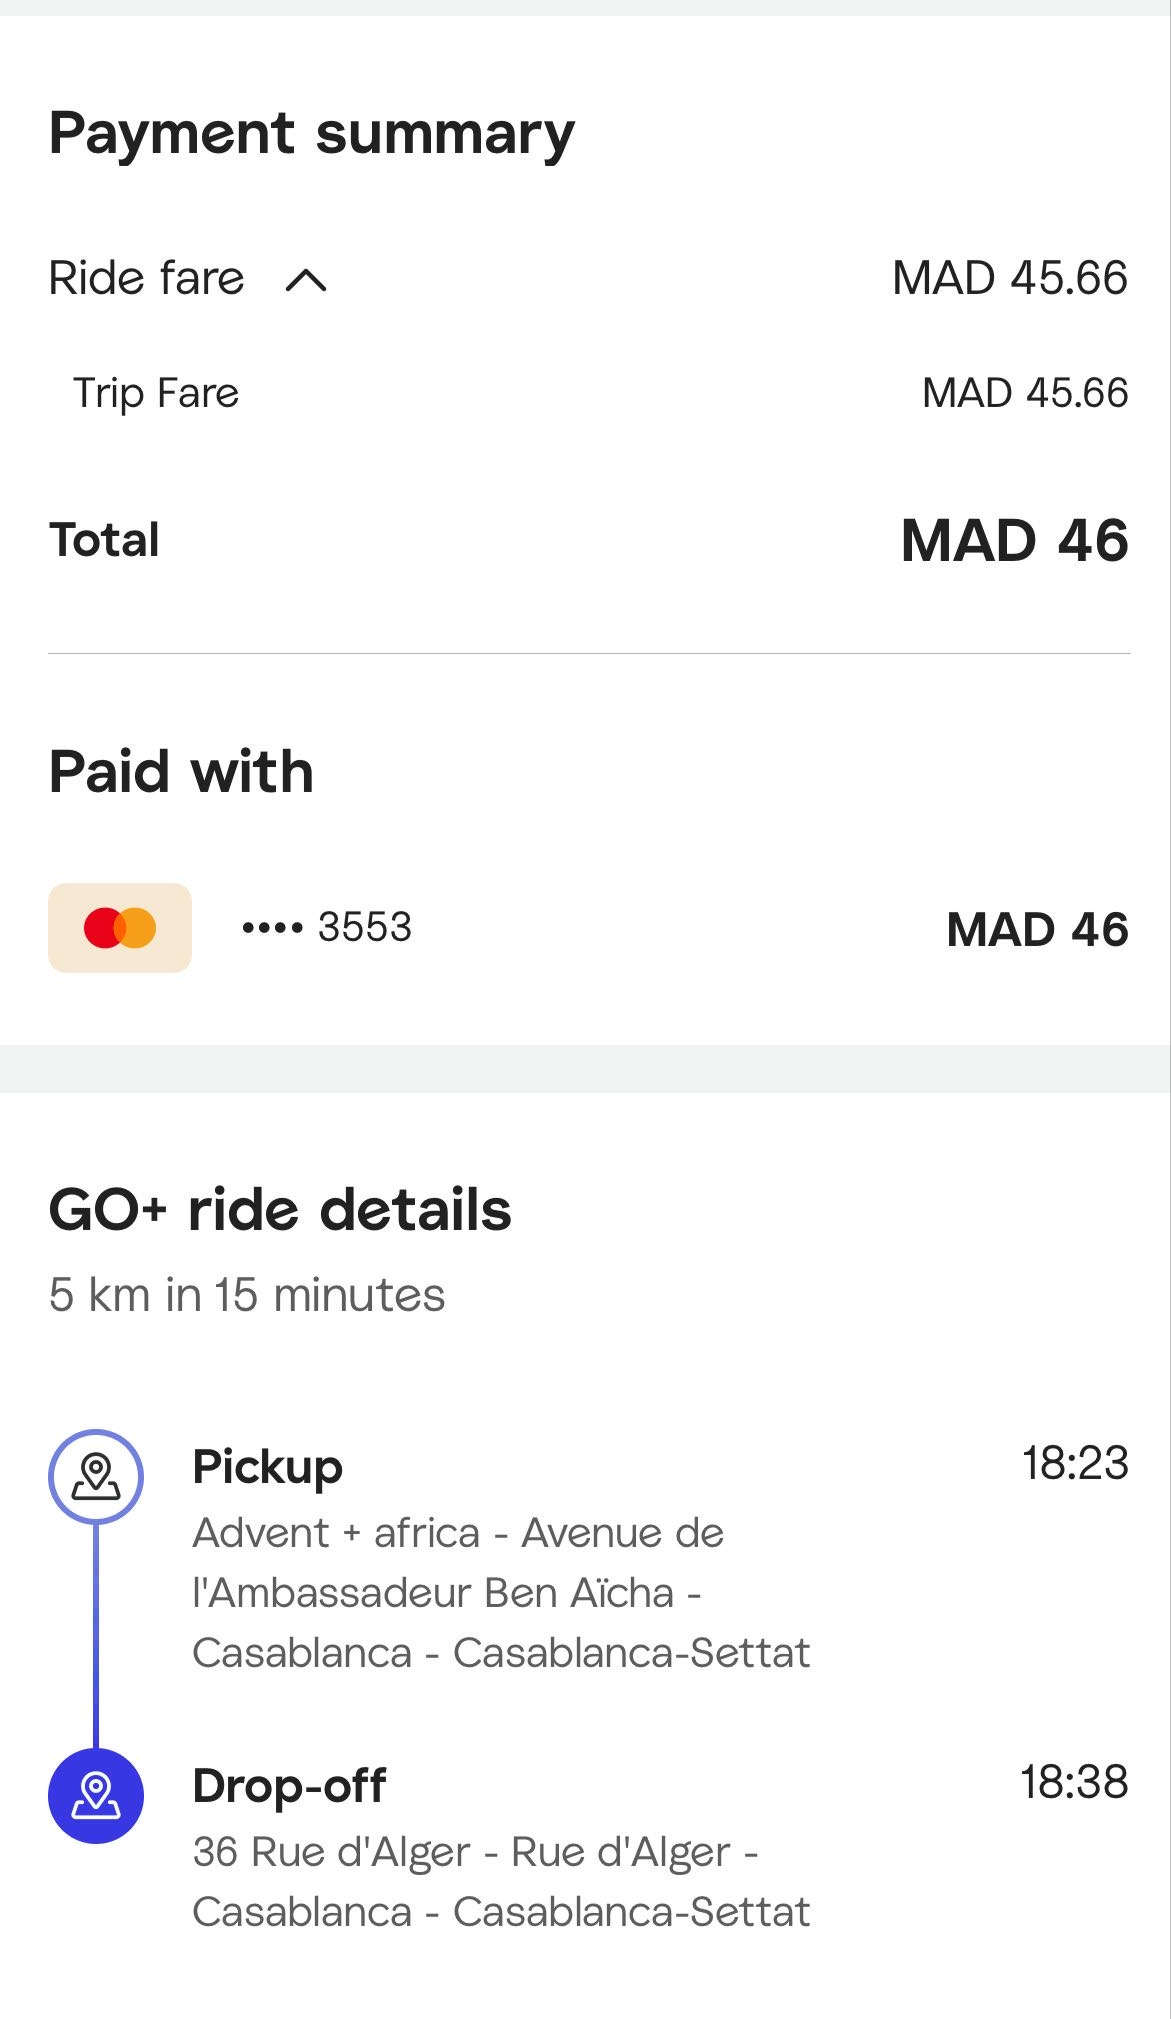 Payment summary
Ride fare MAD 45.66
Trip Fare MAD 45.66
Total MAD 46
Paid with
•••• 3553 MAD 46
GO+ ride details
5 km in 15 minutes
Pickup 18:23
Advent + africa - Avenue de
l'Ambassadeur Ben Aïcha -
Casablanca - Casablanca-Settat
Drop-off 18:38
36 Rue d'Alger - Rue d'Alger -
Casablanca - Casablanca-Settat